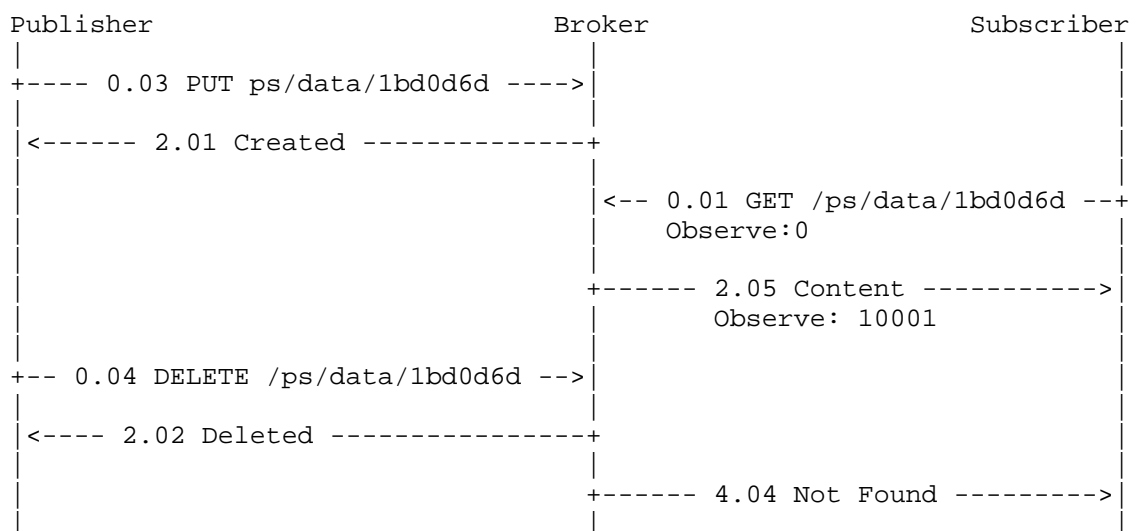 Publisher Broker Subscriber
+---- 0.03 PUT ps/data/1bd0d6d ---->
<------ 2.01 Created --------------+
<-- 0.01 GET /ps/data/1bd0d6d --+
Observe:0
+------ 2.05 Content ----------->
Observe: 10001
+-- 0.04 DELETE /ps/data/1bd0d6d -->
<---- 2.02 Deleted ----------------+
+------ 4.04 Not Found --------->